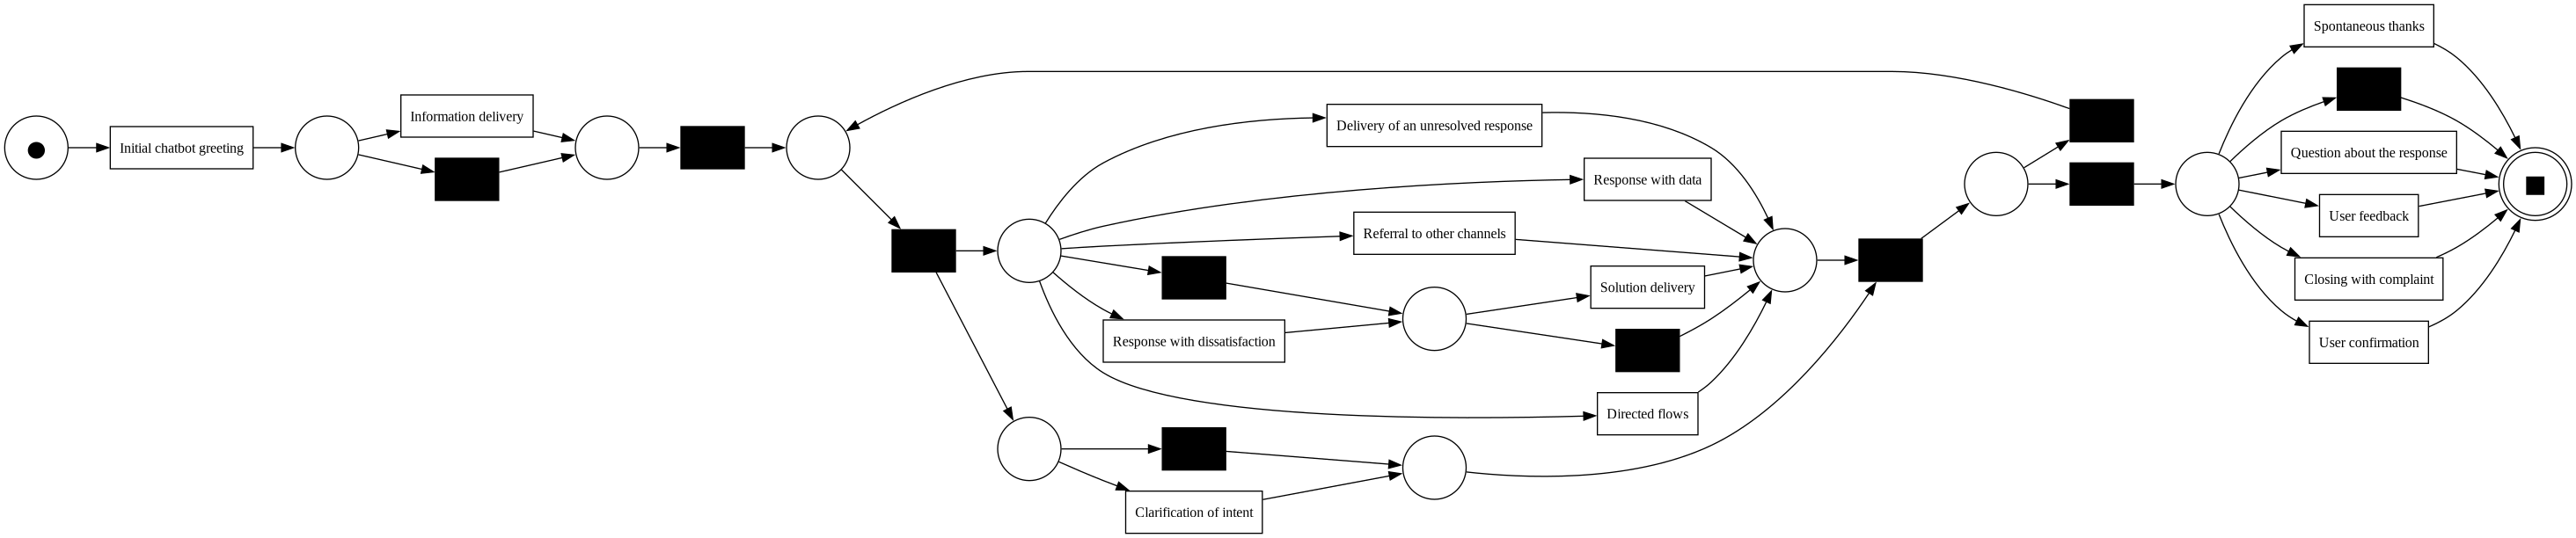 Initial chatbot greeting
Information delivery
Delivery of an unresolved response
Response with data
Referral to other channels
Solution delivery
Response with dissatisfaction
Directed flows
Clarification of intent
Spontaneous thanks
Question about the response
User feedback
Closing with complaint
User confirmation